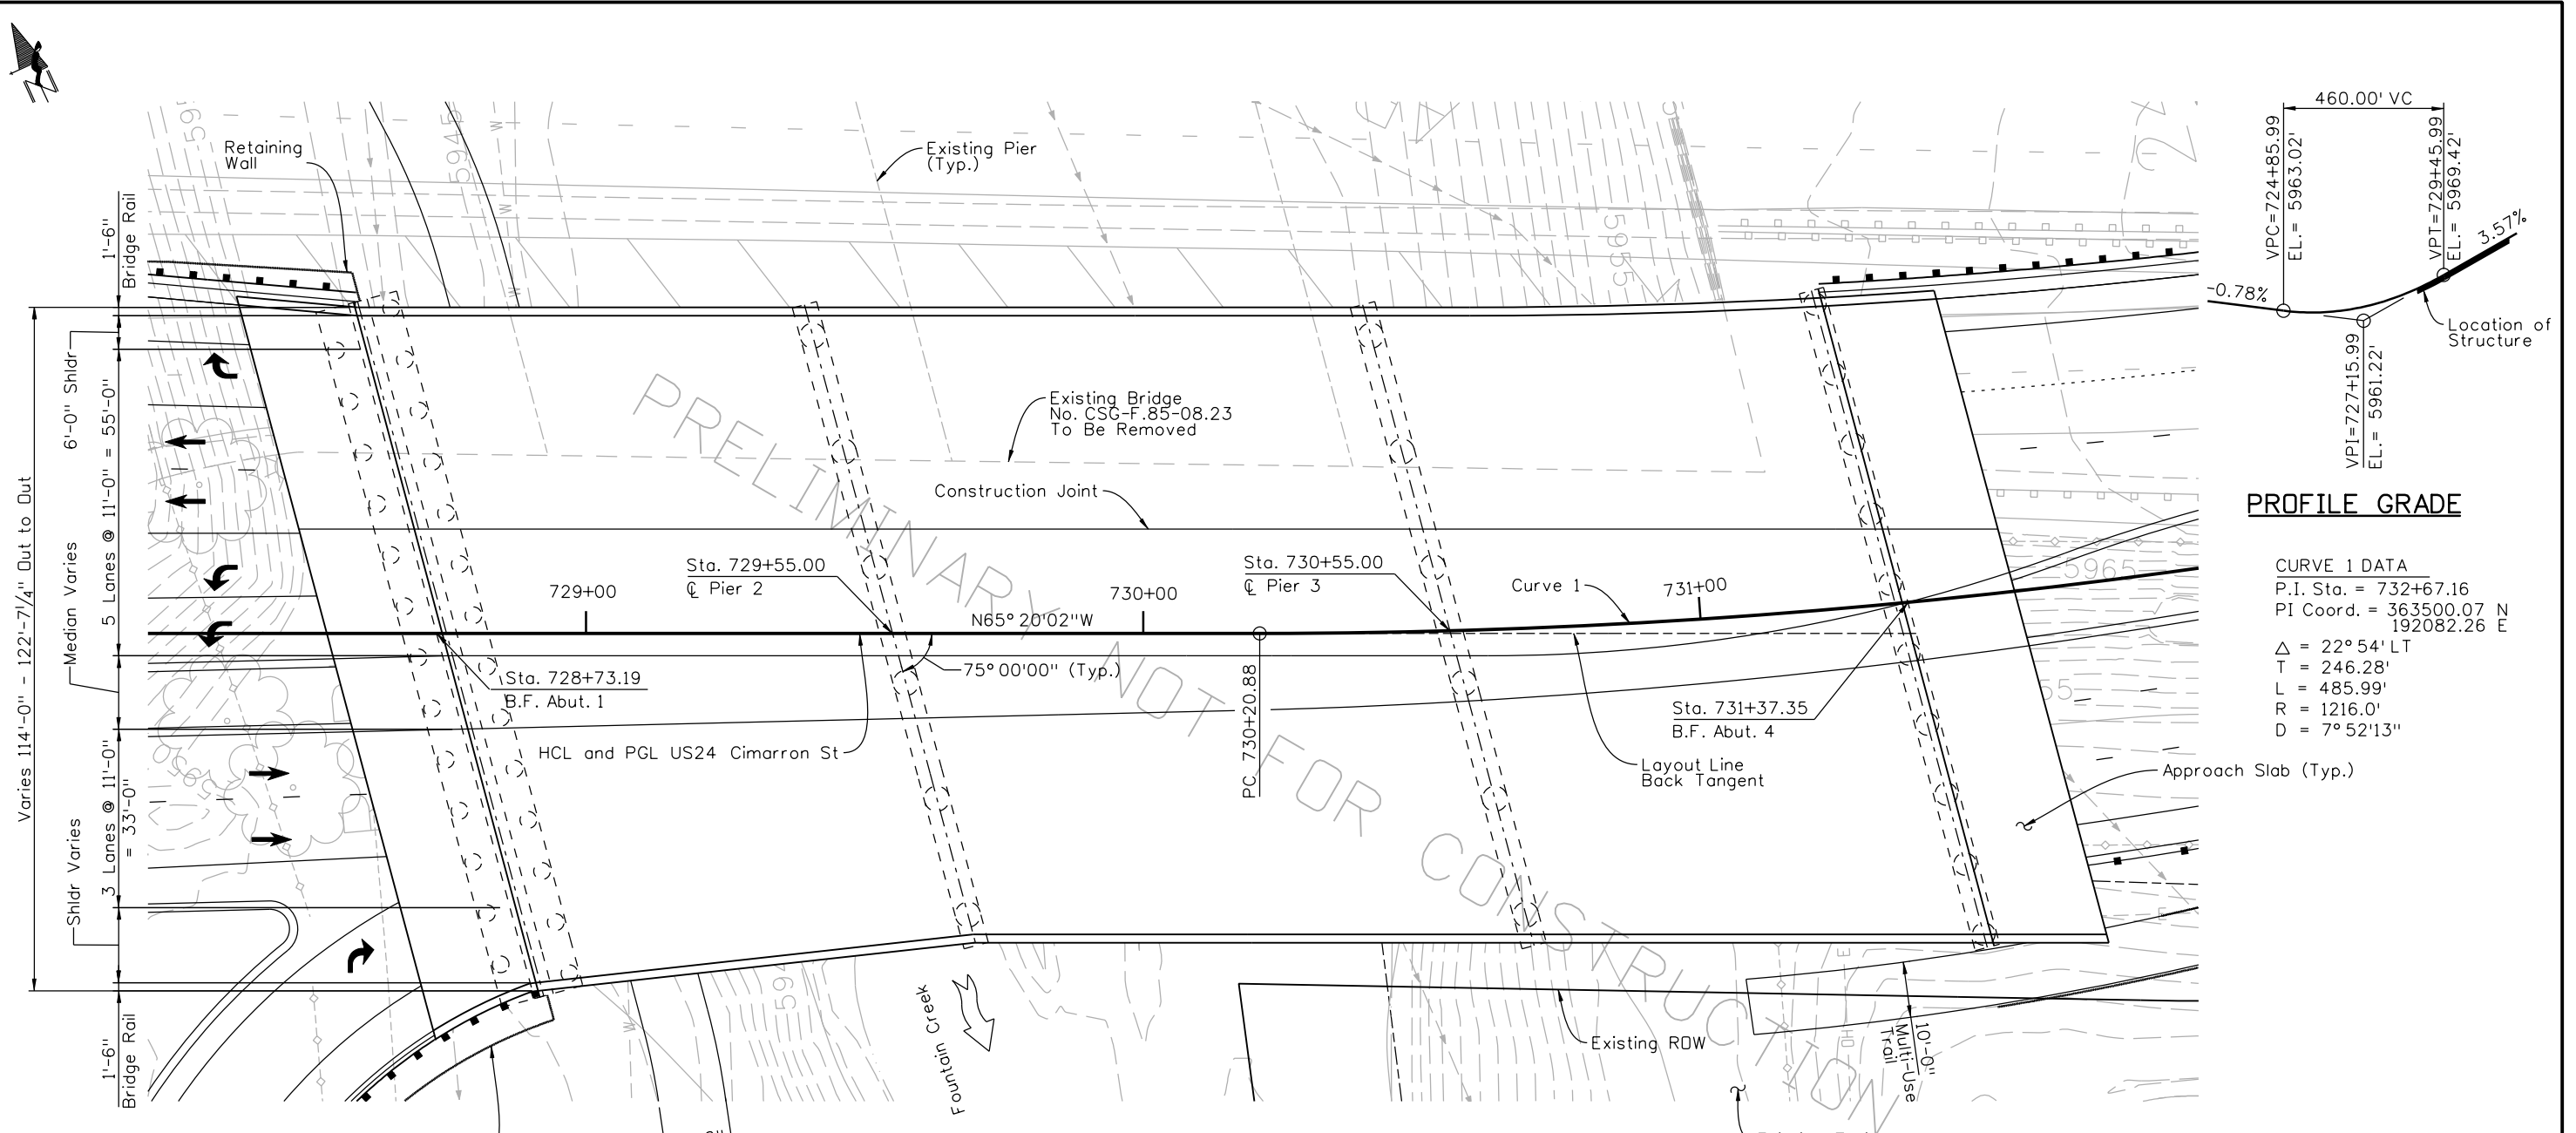 N
460.00' VC
VPC=724+85.99
EL.= 5963.02'
VPT=729+45.99
EL.= 5969.42'
3.57%
-0.78%
Location of
Structure
VPI=727+15.99
EL.= 5961.22'
PROFILE GRADE
CURVE 1 DATA
P.I. Sta. = 732+67.16
PI Coord. = 363500.07 N
192082.26 E
△ = 22°54' LT
T = 246.28'
L = 485.99'
R = 1216.0'
D = 7°52'13"
Retaining
Wall
5945
Existing Pier
(Typ.)
5955
1'-6"
Bridge Rail
6'-0" Shldr
5 Lanes @ 11'-0" = 55'-0"
Varies 114'-0" - 122'-7¼" Out to Out
Median Varies
3 Lanes @ 11'-0"
= 33'-0"
Shldr Varies
1'-6"
Bridge Rail
Existing Bridge
No. CSG-F.85-08.23
To Be Removed
PRELIMINARY NOT FOR CONSTRUCTION
Construction Joint
Sta. 729+55.00
℄ Pier 2
Sta. 730+55.00
℄ Pier 3
Curve 1
729+00
730+00
731+00
N65°20'02"W
5965
75°00'00" (Typ.)
Sta. 728+73.19
B.F. Abut. 1
PC 730+20.88
HCL and PGL US24 Cimarron St
Sta. 731+37.35
B.F. Abut. 4
Layout Line
Back Tangent
Approach Slab (Typ.)
Fountain Creek
Existing ROW
10'-0"
Multi-Use
Trail
W
W
W
W
W
E
E
OH